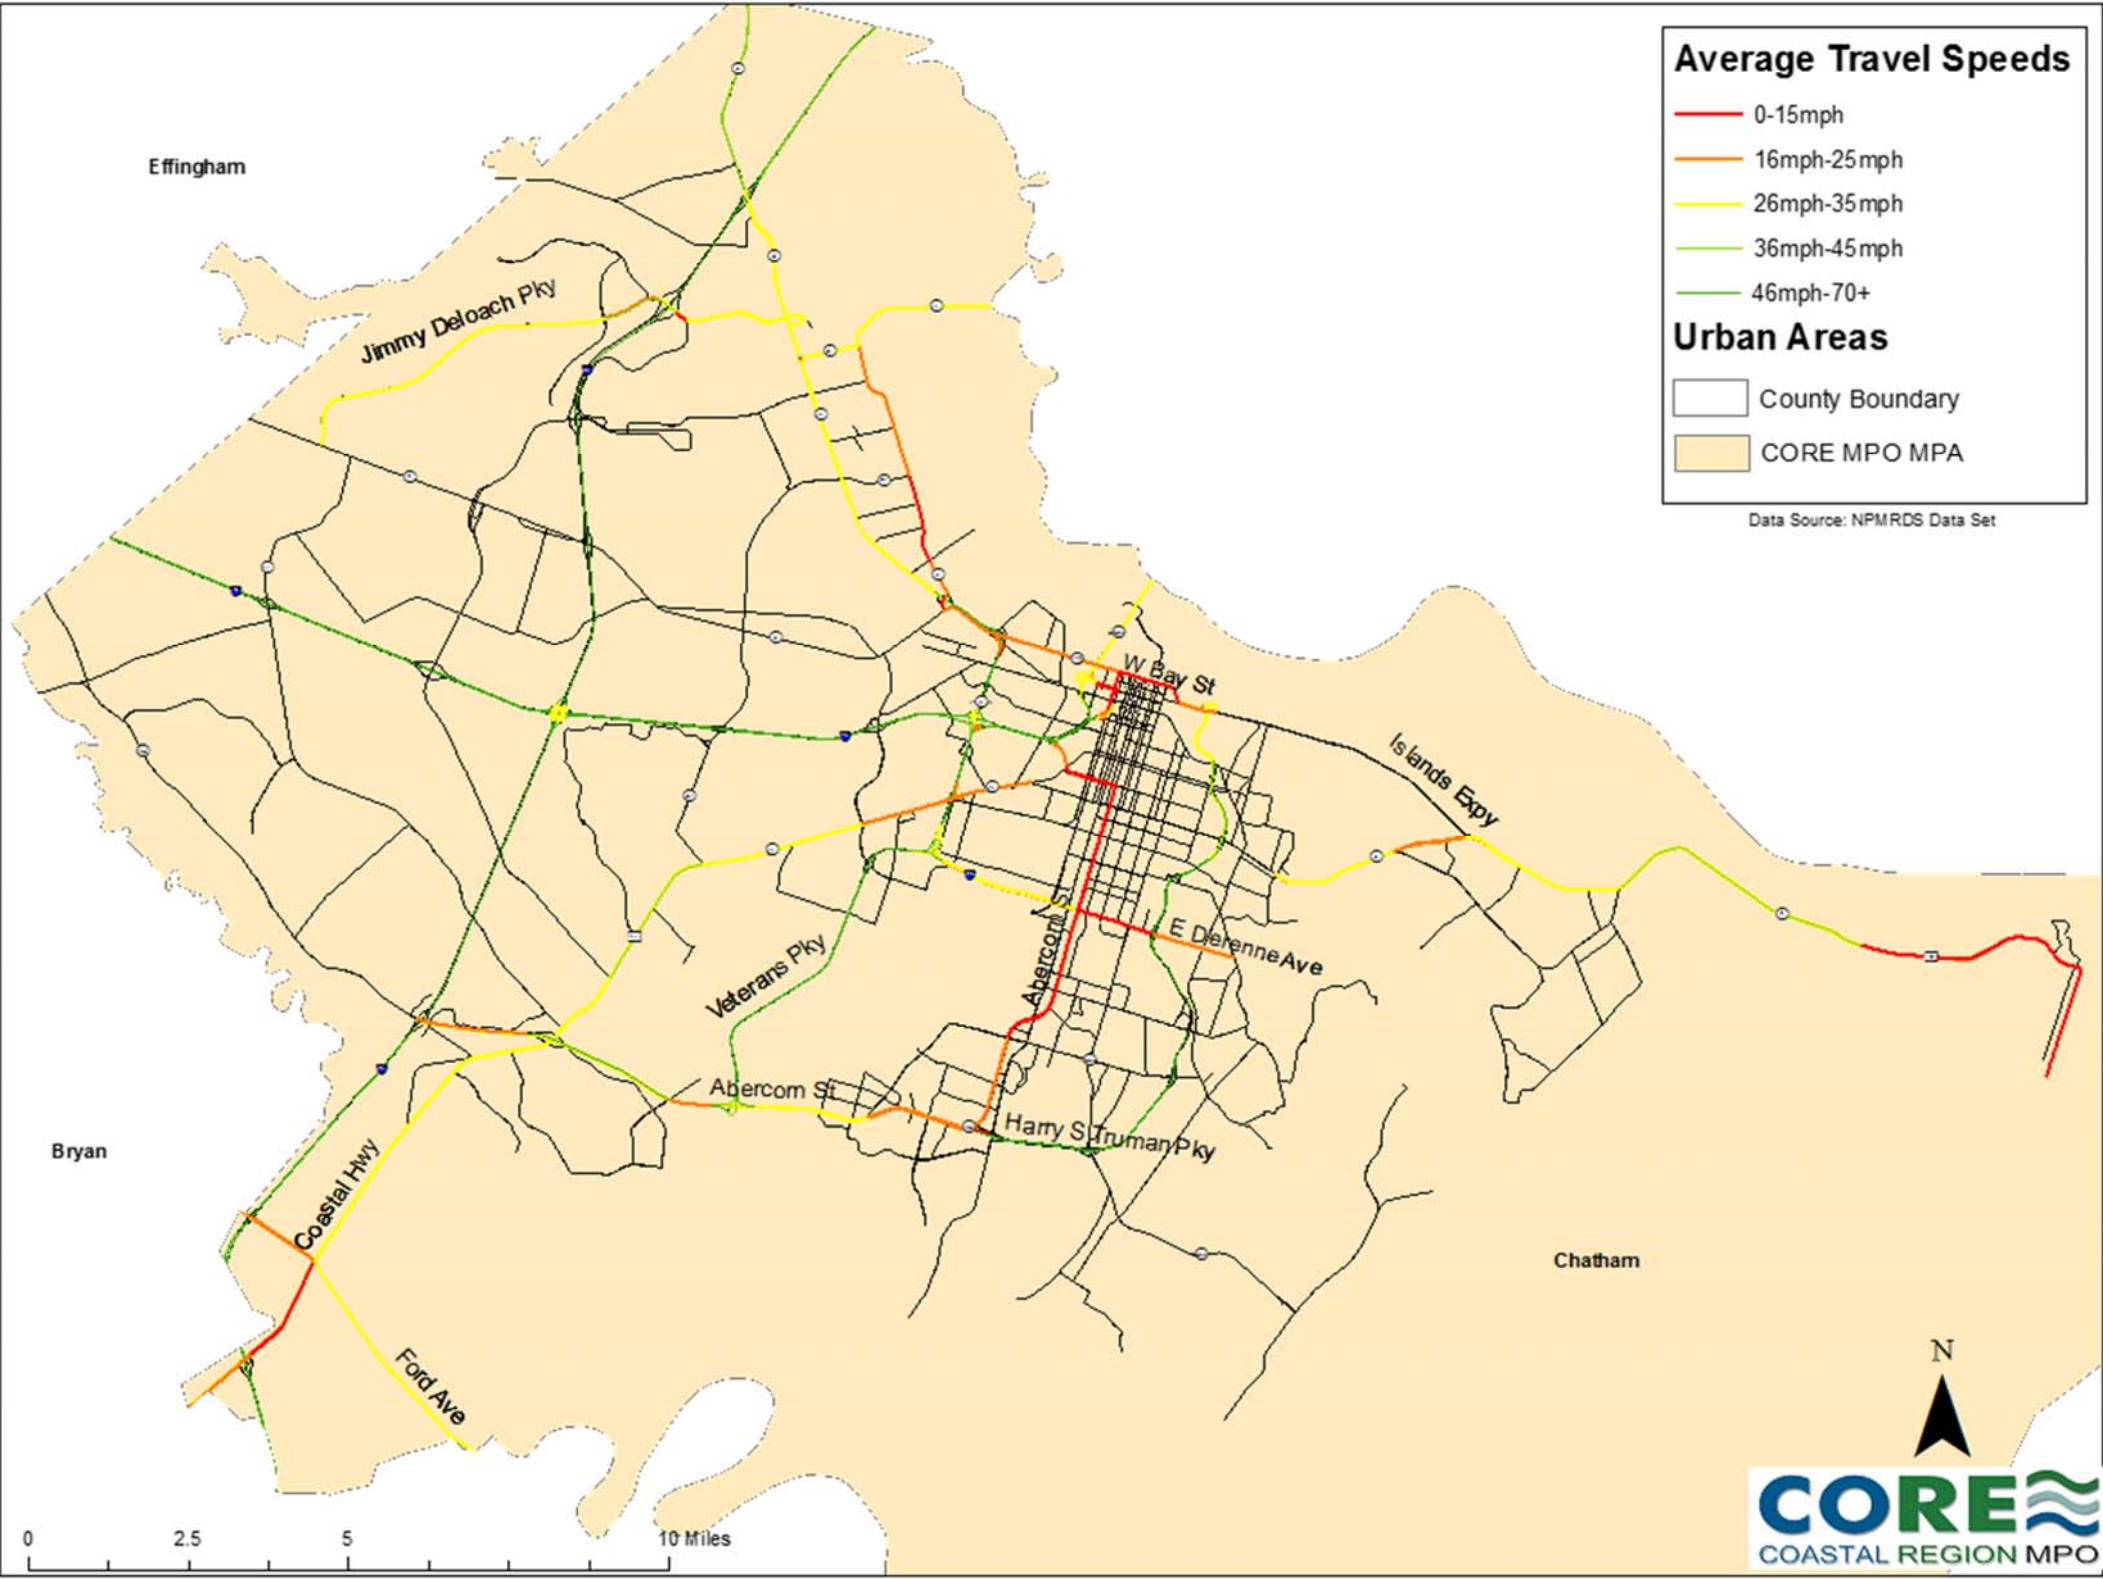 Average Travel Speeds
0-15mph
16mph-25mph
26mph-35mph
36mph-45mph
46mph-70+
Urban Areas
County Boundary
CORE MPO MPA
Data Source: NPMRDS Data Set
Effingham
Jimmy Deloach Pky
W Bay St
Islands Expy
E Derenne Ave
Abercorn S
Veterans Pky
Abercorn St
Harry S Truman Pky
Bryan
Coastal Hwy
Chatham
Ford Ave
N
0 2.5 5 10 Miles
CORE
COASTAL REGION MPO